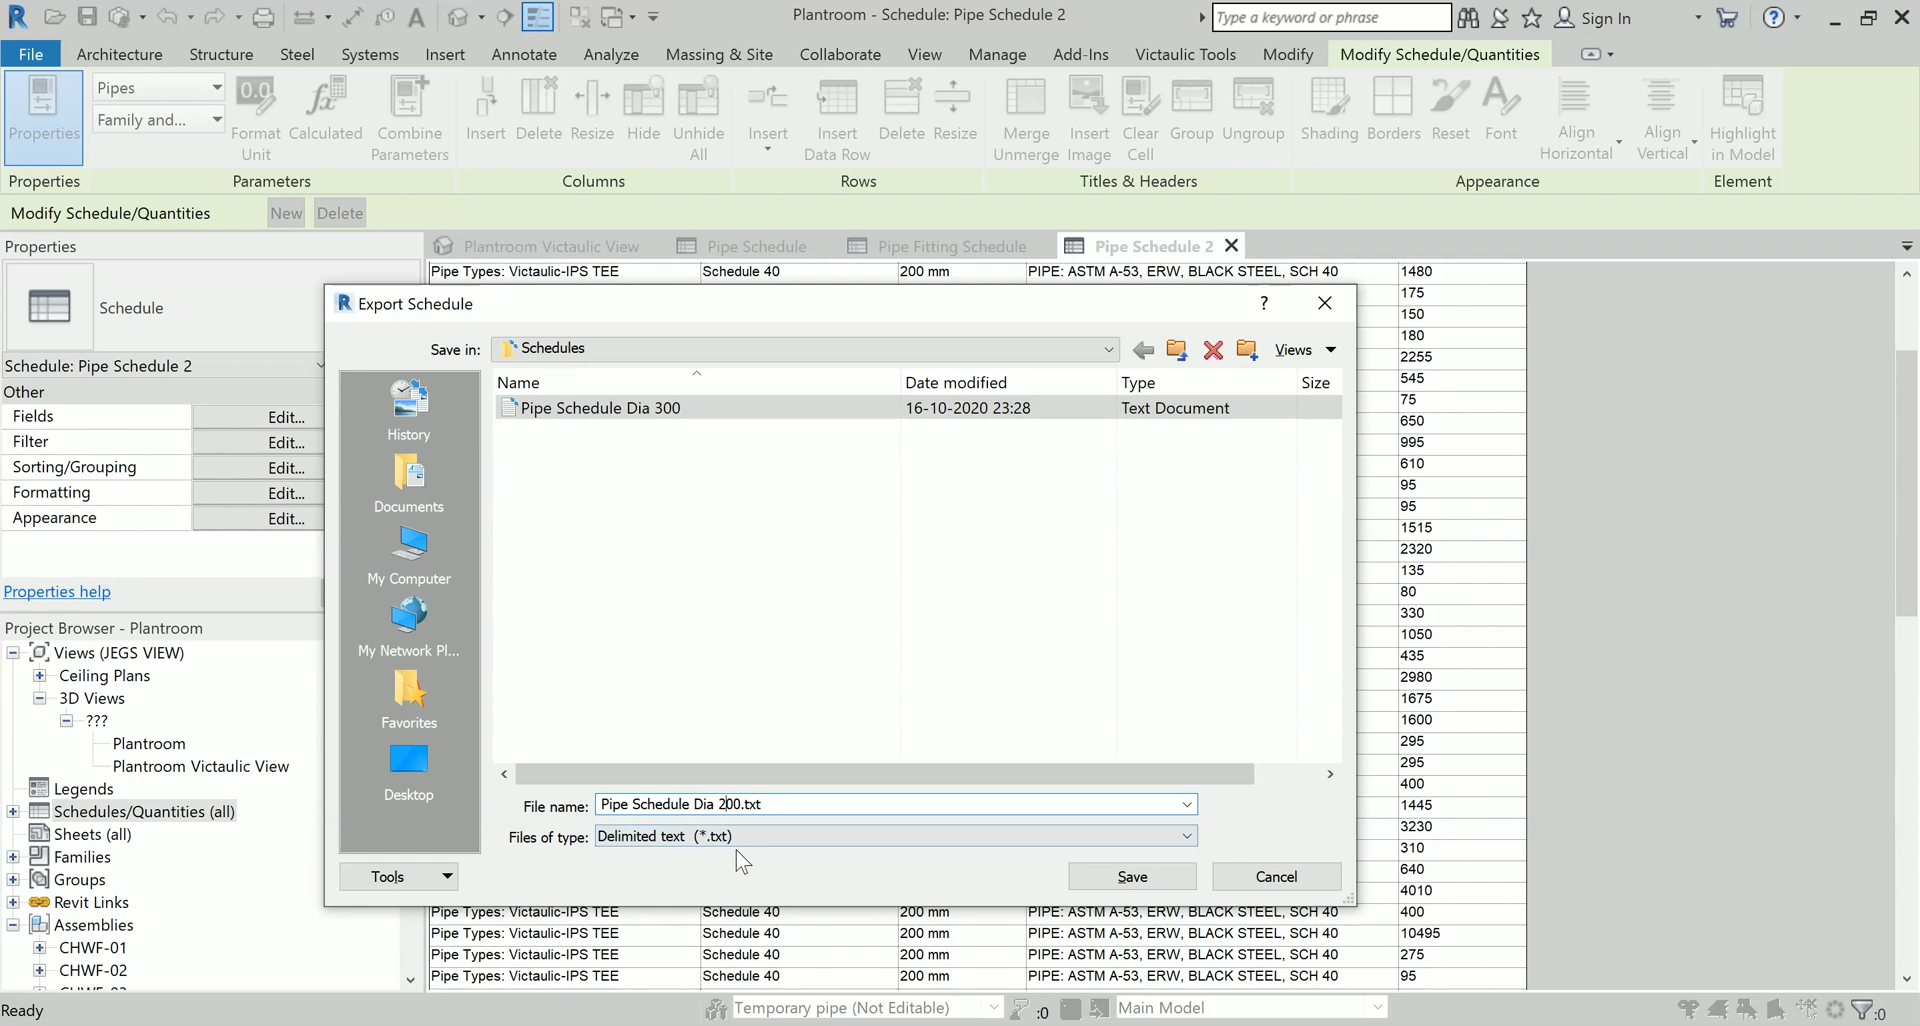 Plantroom - Schedule: Pipe Schedule 2
Type a keyword or phrase
Sign In
File Architecture Structure Steel Systems Insert Annotate Analyze Massing & Site Collaborate View Manage Add-Ins Victaulic Tools Modify Modify Schedule/Quantities
Properties
Pipes
Family and...
Format Unit
Calculated
Combine Parameters
Insert Delete Resize Hide Unhide All
Insert
Insert Data Row
Delete Resize
Merge Unmerge
Insert Image
Clear Cell
Group Ungroup
Shading Borders Reset Font
Align Horizontal
Align Vertical
Highlight in Model
Properties Parameters Columns Rows Titles & Headers Appearance Element
Modify Schedule/Quantities New Delete
Properties
Plantroom Victaulic View Pipe Schedule Pipe Fitting Schedule Pipe Schedule 2
Schedule
Schedule: Pipe Schedule 2
Other
Fields Edit...
Filter Edit...
Sorting/Grouping Edit...
Formatting Edit...
Appearance Edit...
Properties help
Project Browser - Plantroom
Views (JEGS VIEW)
Ceiling Plans
3D Views
???
Plantroom
Plantroom Victaulic View
Legends
Schedules/Quantities (all)
Sheets (all)
Families
Groups
Revit Links
Assemblies
CHWF-01
CHWF-02
Pipe Types: Victaulic-IPS TEE Schedule 40 200 mm PIPE: ASTM A-53, ERW, BLACK STEEL, SCH 40 1480
175
150
180
2255
545
75
650
995
610
95
95
1515
2320
135
80
330
1050
435
2980
1675
1600
295
295
400
1445
3230
310
640
4010
Pipe Types: Victaulic-IPS TEE Schedule 40 200 mm PIPE: ASTM A-53, ERW, BLACK STEEL, SCH 40 400
Pipe Types: Victaulic-IPS TEE Schedule 40 200 mm PIPE: ASTM A-53, ERW, BLACK STEEL, SCH 40 10495
Pipe Types: Victaulic-IPS TEE Schedule 40 200 mm PIPE: ASTM A-53, ERW, BLACK STEEL, SCH 40 275
Pipe Types: Victaulic-IPS TEE Schedule 40 200 mm PIPE: ASTM A-53, ERW, BLACK STEEL, SCH 40 95
Export Schedule
Save in: Schedules Views
History
Documents
My Computer
My Network Pl...
Favorites
Desktop
Name Date modified Type Size
Pipe Schedule Dia 300 16-10-2020 23:28 Text Document
File name: Pipe Schedule Dia 200.txt
Files of type: Delimited text (*.txt)
Tools Save Cancel
Ready
Temporary pipe (Not Editable) :0 Main Model :0